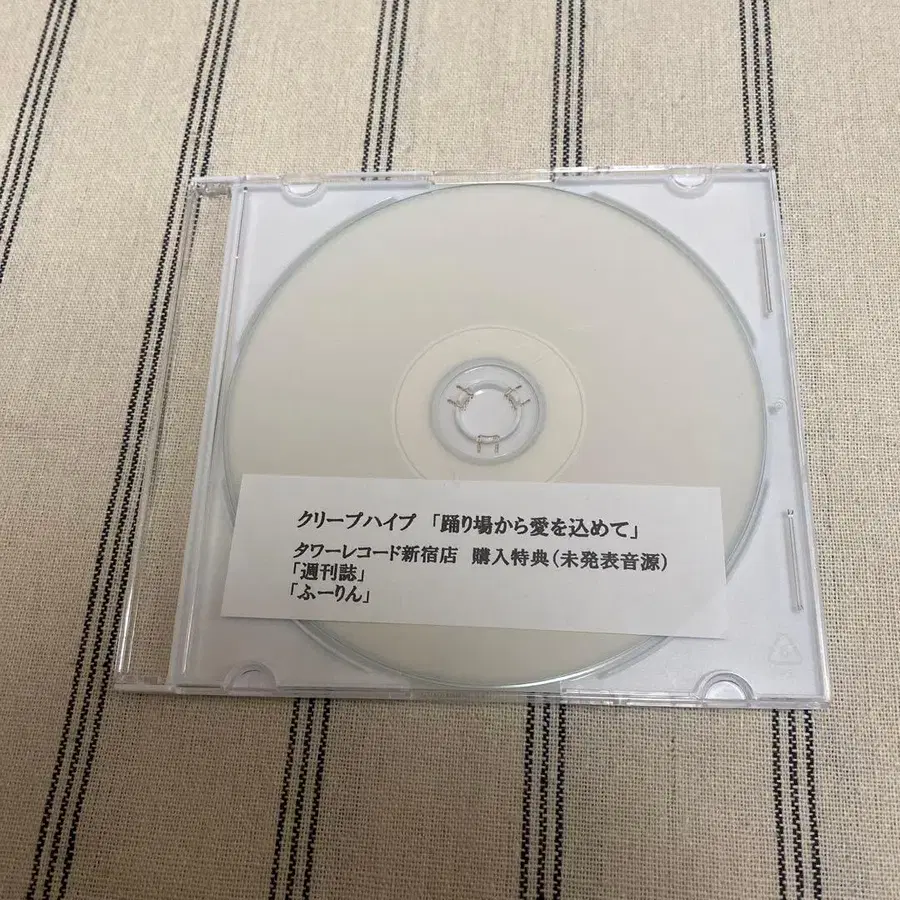 クリープハイプ 「踊り場から愛を込めて」
タワーレコード新宿店 購入特典(未発表音源)
「週刊誌」
「ふーりん」